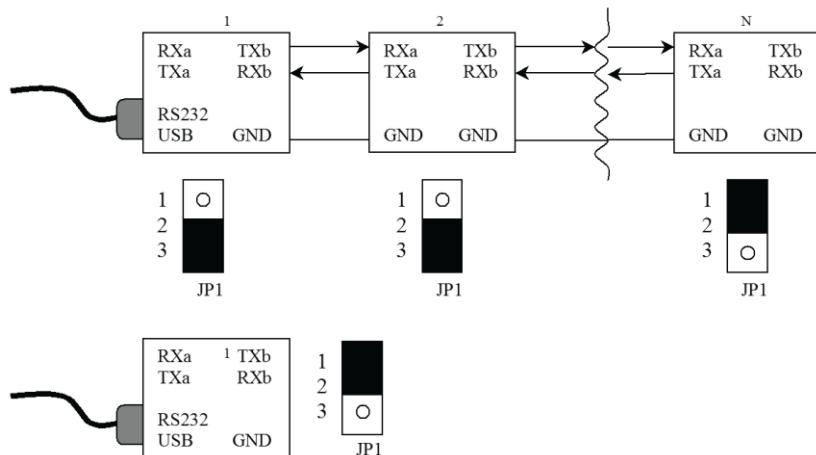 1
2
N
RXa TXb
TXa RXb
RS232
USB GND
RXa TXb
TXa RXb
GND GND
RXa TXb
TXa RXb
GND GND
1
2
3
JP1
1
2
3
JP1
1
2
3
JP1
RXa 1 TXb
TXa RXb
RS232
USB GND
1
2
3
JP1